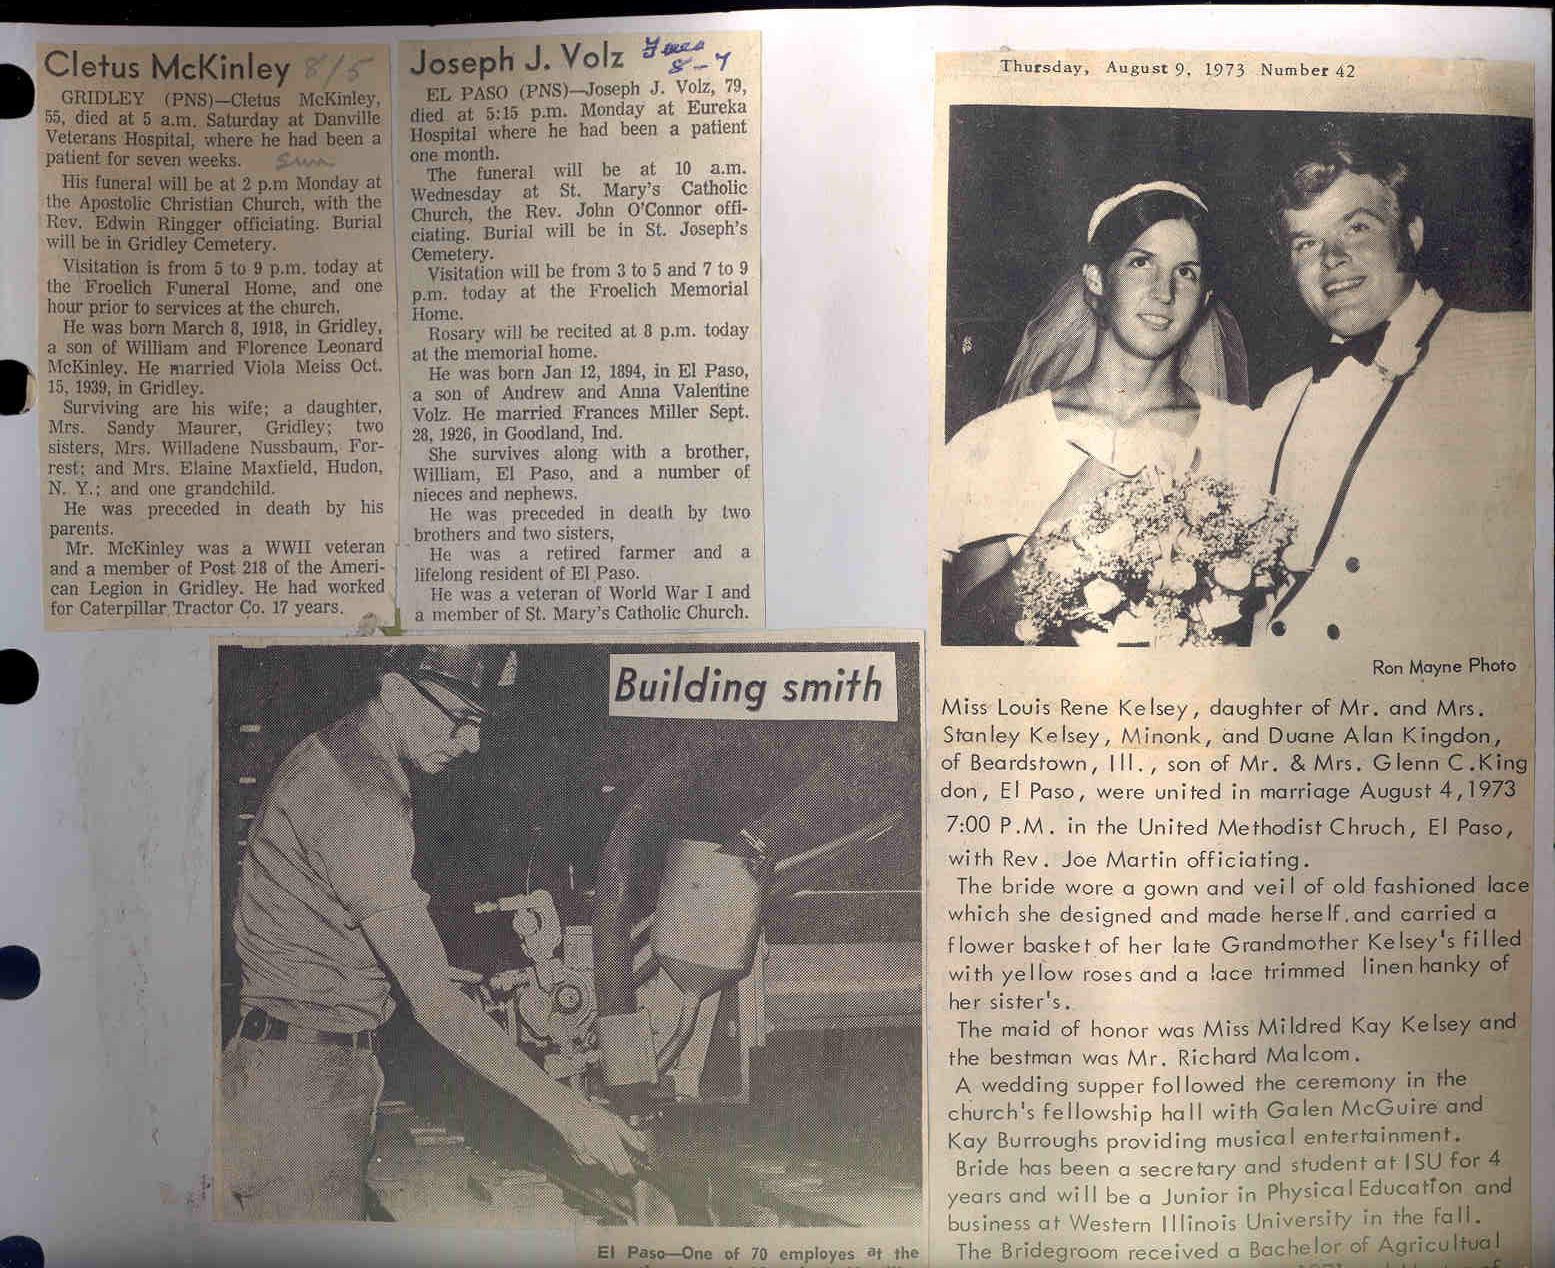 Cletus McKinley 8/5
GRIDLEY (PNS)—Cletus McKinley,
55, died at 5 a.m. Saturday at Danville
Veterans Hospital, where he had been a
patient for seven weeks. Sun
His funeral will be at 2 p.m Monday at
the Apostolic Christian Church, with the
Rev. Edwin Ringger officiating. Burial
will be in Gridley Cemetery.
Visitation is from 5 to 9 p.m. today at
the Froelich Funeral Home, and one
hour prior to services at the church.
He was born March 8, 1918, in Gridley,
a son of William and Florence Leonard
McKinley. He married Viola Meiss Oct.
15, 1939, in Gridley.
Surviving are his wife; a daughter,
Mrs. Sandy Maurer, Gridley; two
sisters, Mrs. Willadene Nussbaum, For-
rest; and Mrs. Elaine Maxfield, Hudon,
N. Y.; and one grandchild.
He was preceded in death by his
parents.
Mr. McKinley was a WWII veteran
and a member of Post 218 of the Ameri-
can Legion in Gridley. He had worked
for Caterpillar Tractor Co. 17 years.
Joseph J. Volz Tues
8-7
EL PASO (PNS)—Joseph J. Volz, 79,
died at 5:15 p.m. Monday at Eureka
Hospital where he had been a patient
one month.
The funeral will be at 10 a.m.
Wednesday at St. Mary's Catholic
Church, the Rev. John O'Connor offi-
ciating. Burial will be in St. Joseph's
Cemetery.
Visitation will be from 3 to 5 and 7 to 9
p.m. today at the Froelich Memorial
Home.
Rosary will be recited at 8 p.m. today
at the memorial home.
He was born Jan 12, 1894, in El Paso,
a son of Andrew and Anna Valentine
Volz. He married Frances Miller Sept.
28, 1926, in Goodland, Ind.
She survives along with a brother,
William, El Paso, and a number of
nieces and nephews.
He was preceded in death by two
brothers and two sisters,
He was a retired farmer and a
lifelong resident of El Paso.
He was a veteran of World War I and
a member of St. Mary's Catholic Church.
Building smith
El Paso—One of 70 employes at the
Thursday, August 9, 1973 Number 42
Ron Mayne Photo
Miss Louis Rene Kelsey, daughter of Mr. and Mrs.
Stanley Kelsey, Minonk, and Duane Alan Kingdon,
of Beardstown, Ill., son of Mr. & Mrs. Glenn C.King
don, El Paso, were united in marriage August 4,1973
7:00 P.M. in the United Methodist Chruch, El Paso,
with Rev. Joe Martin officiating.
The bride wore a gown and veil of old fashioned lace
which she designed and made herself.and carried a
flower basket of her late Grandmother Kelsey's filled
with yellow roses and a lace trimmed linen hanky of
her sister's.
The maid of honor was Miss Mildred Kay Kelsey and
the bestman was Mr. Richard Malcom.
A wedding supper followed the ceremony in the
church's fellowship hall with Galen McGuire and
Kay Burroughs providing musical entertainment.
Bride has been a secretary and student at ISU for 4
years and will be a Junior in Physical Education and
business at Western Illinois University in the fall.
The Bridegroom received a Bachelor of Agricultual